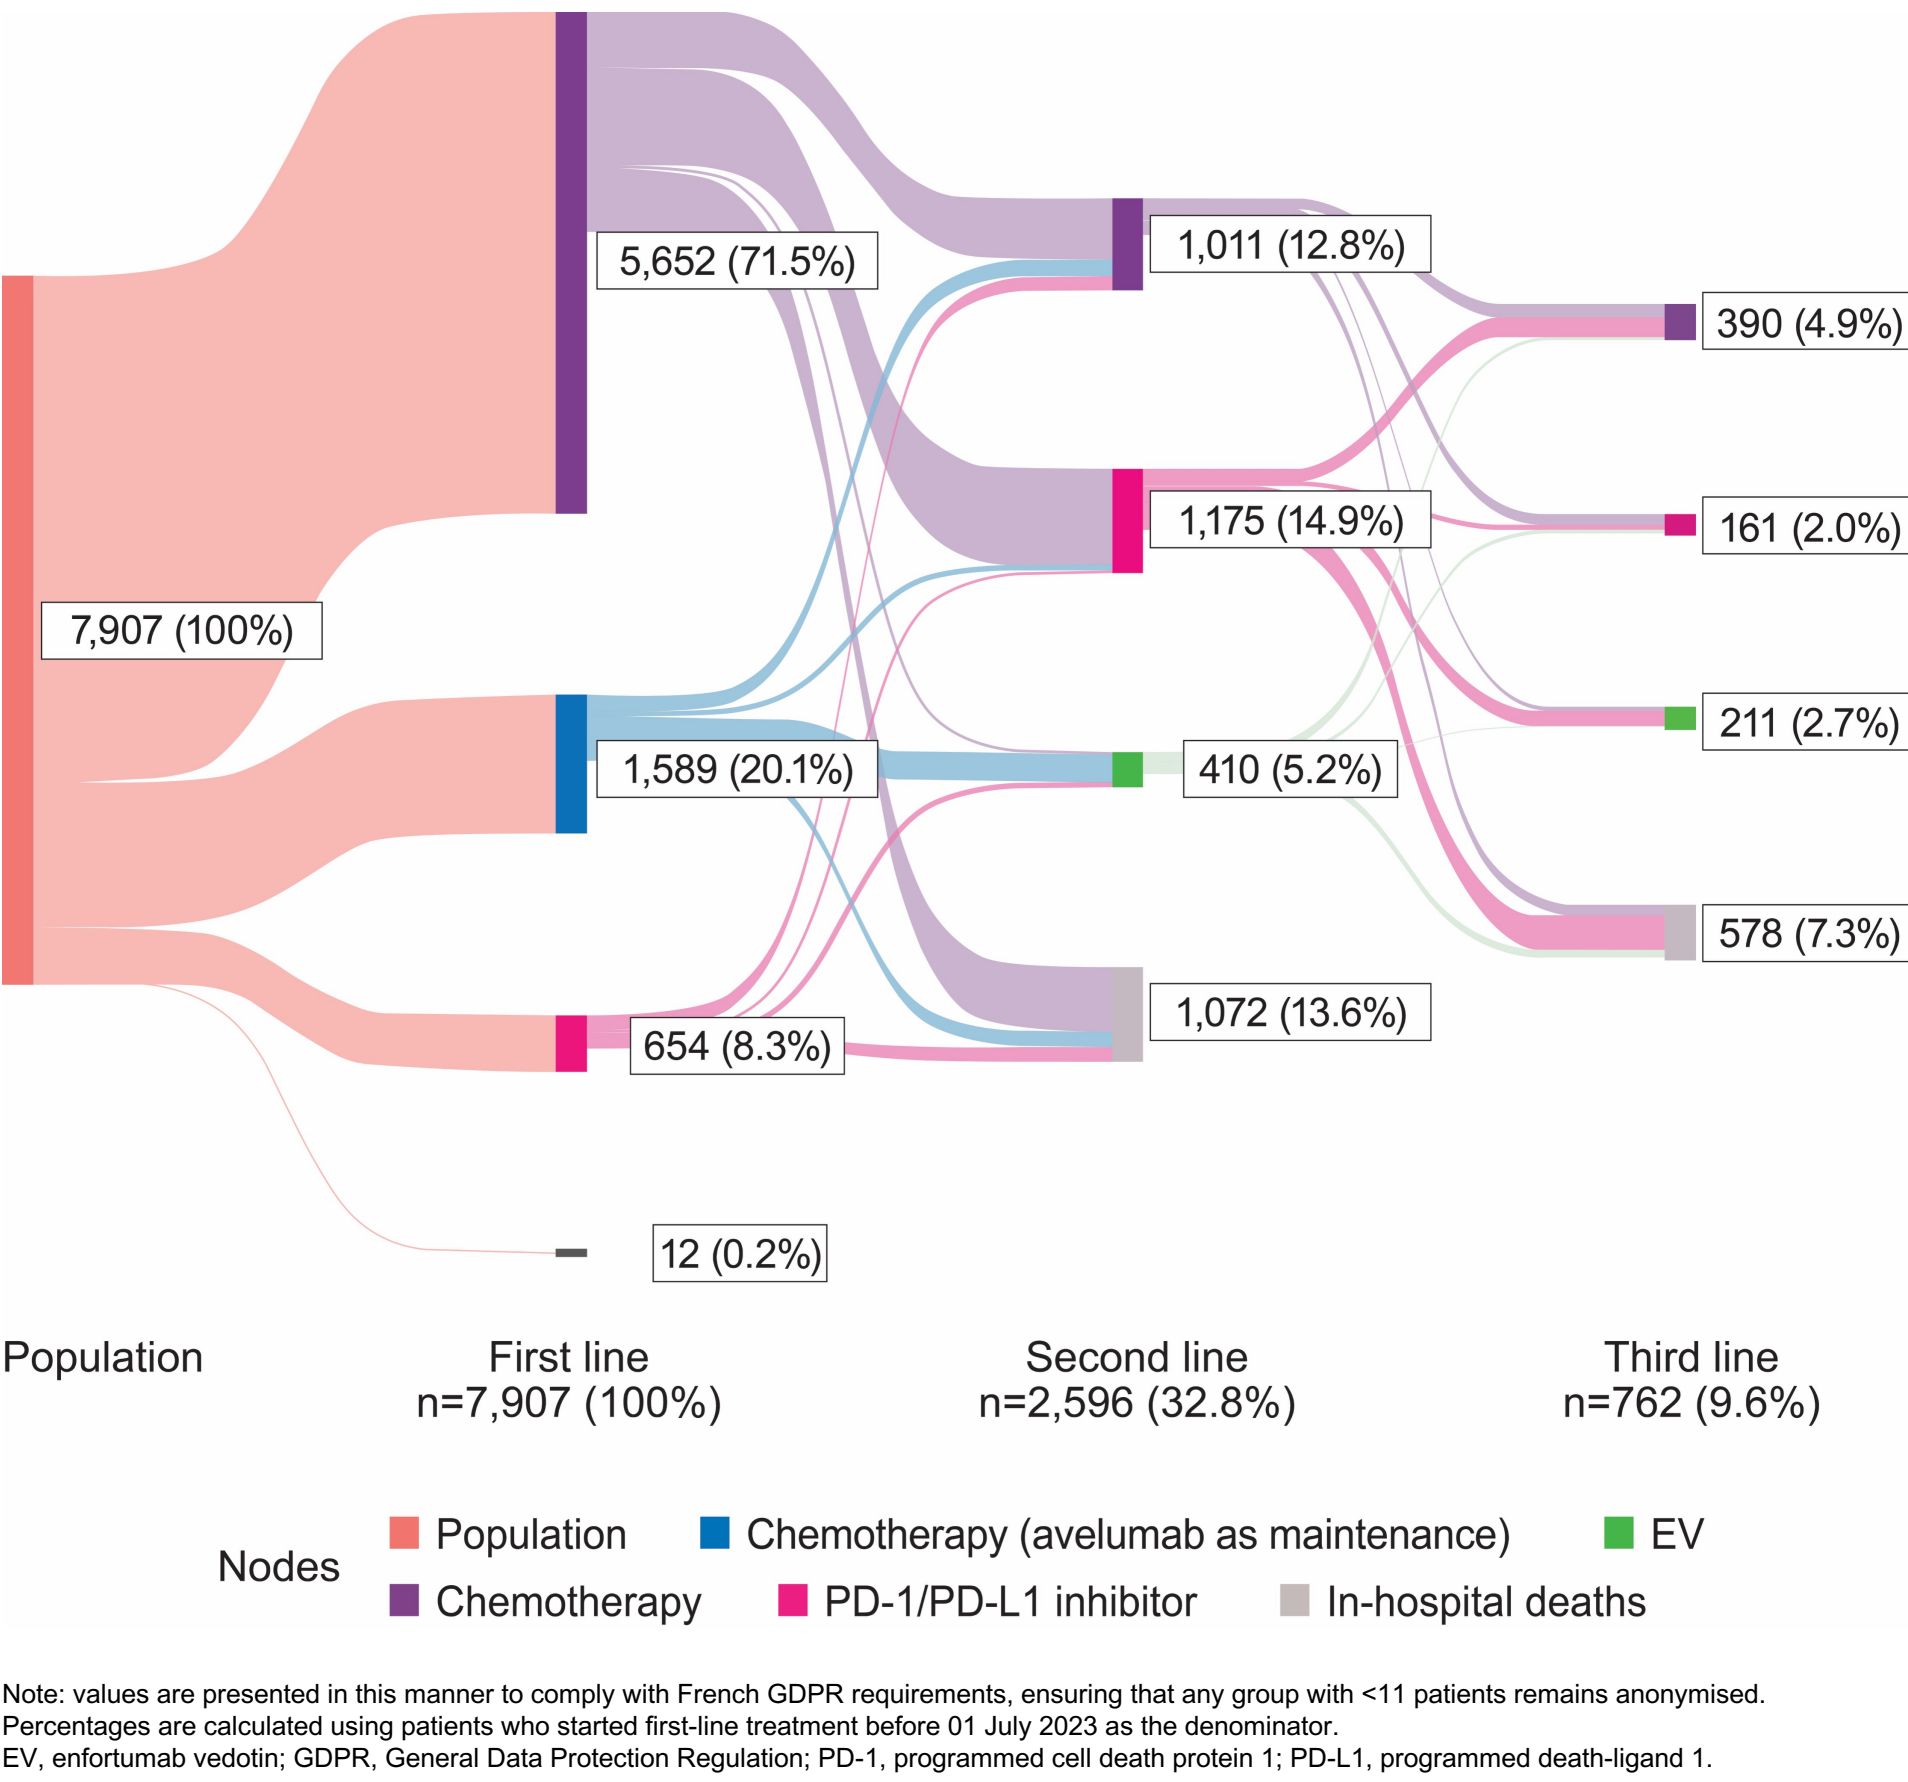 5,652 (71.5%)
1,011 (12.8%)
390 (4.9%)
1,175 (14.9%)
161 (2.0%)
7,907 (100%)
211 (2.7%)
1,589 (20.1%)
410 (5.2%)
578 (7.3%)
1,072 (13.6%)
654 (8.3%)
12 (0.2%)
Population
First line
n=7,907 (100%)
Second line
n=2,596 (32.8%)
Third line
n=762 (9.6%)
Nodes
Population
Chemotherapy (avelumab as maintenance)
EV
Chemotherapy
PD-1/PD-L1 inhibitor
In-hospital deaths
Note: values are presented in this manner to comply with French GDPR requirements, ensuring that any group with <11 patients remains anonymised.
Percentages are calculated using patients who started first-line treatment before 01 July 2023 as the denominator.
EV, enfortumab vedotin; GDPR, General Data Protection Regulation; PD-1, programmed cell death protein 1; PD-L1, programmed death-ligand 1.